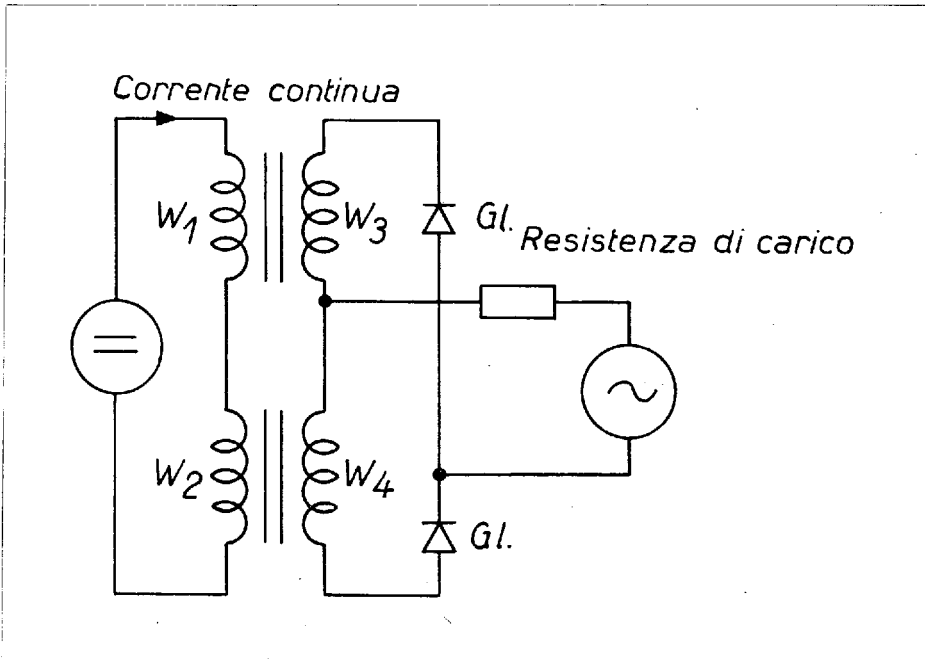 Corrente continua
W1
W3
Gl.
Resistenza di carico
W2
W4
Gl.